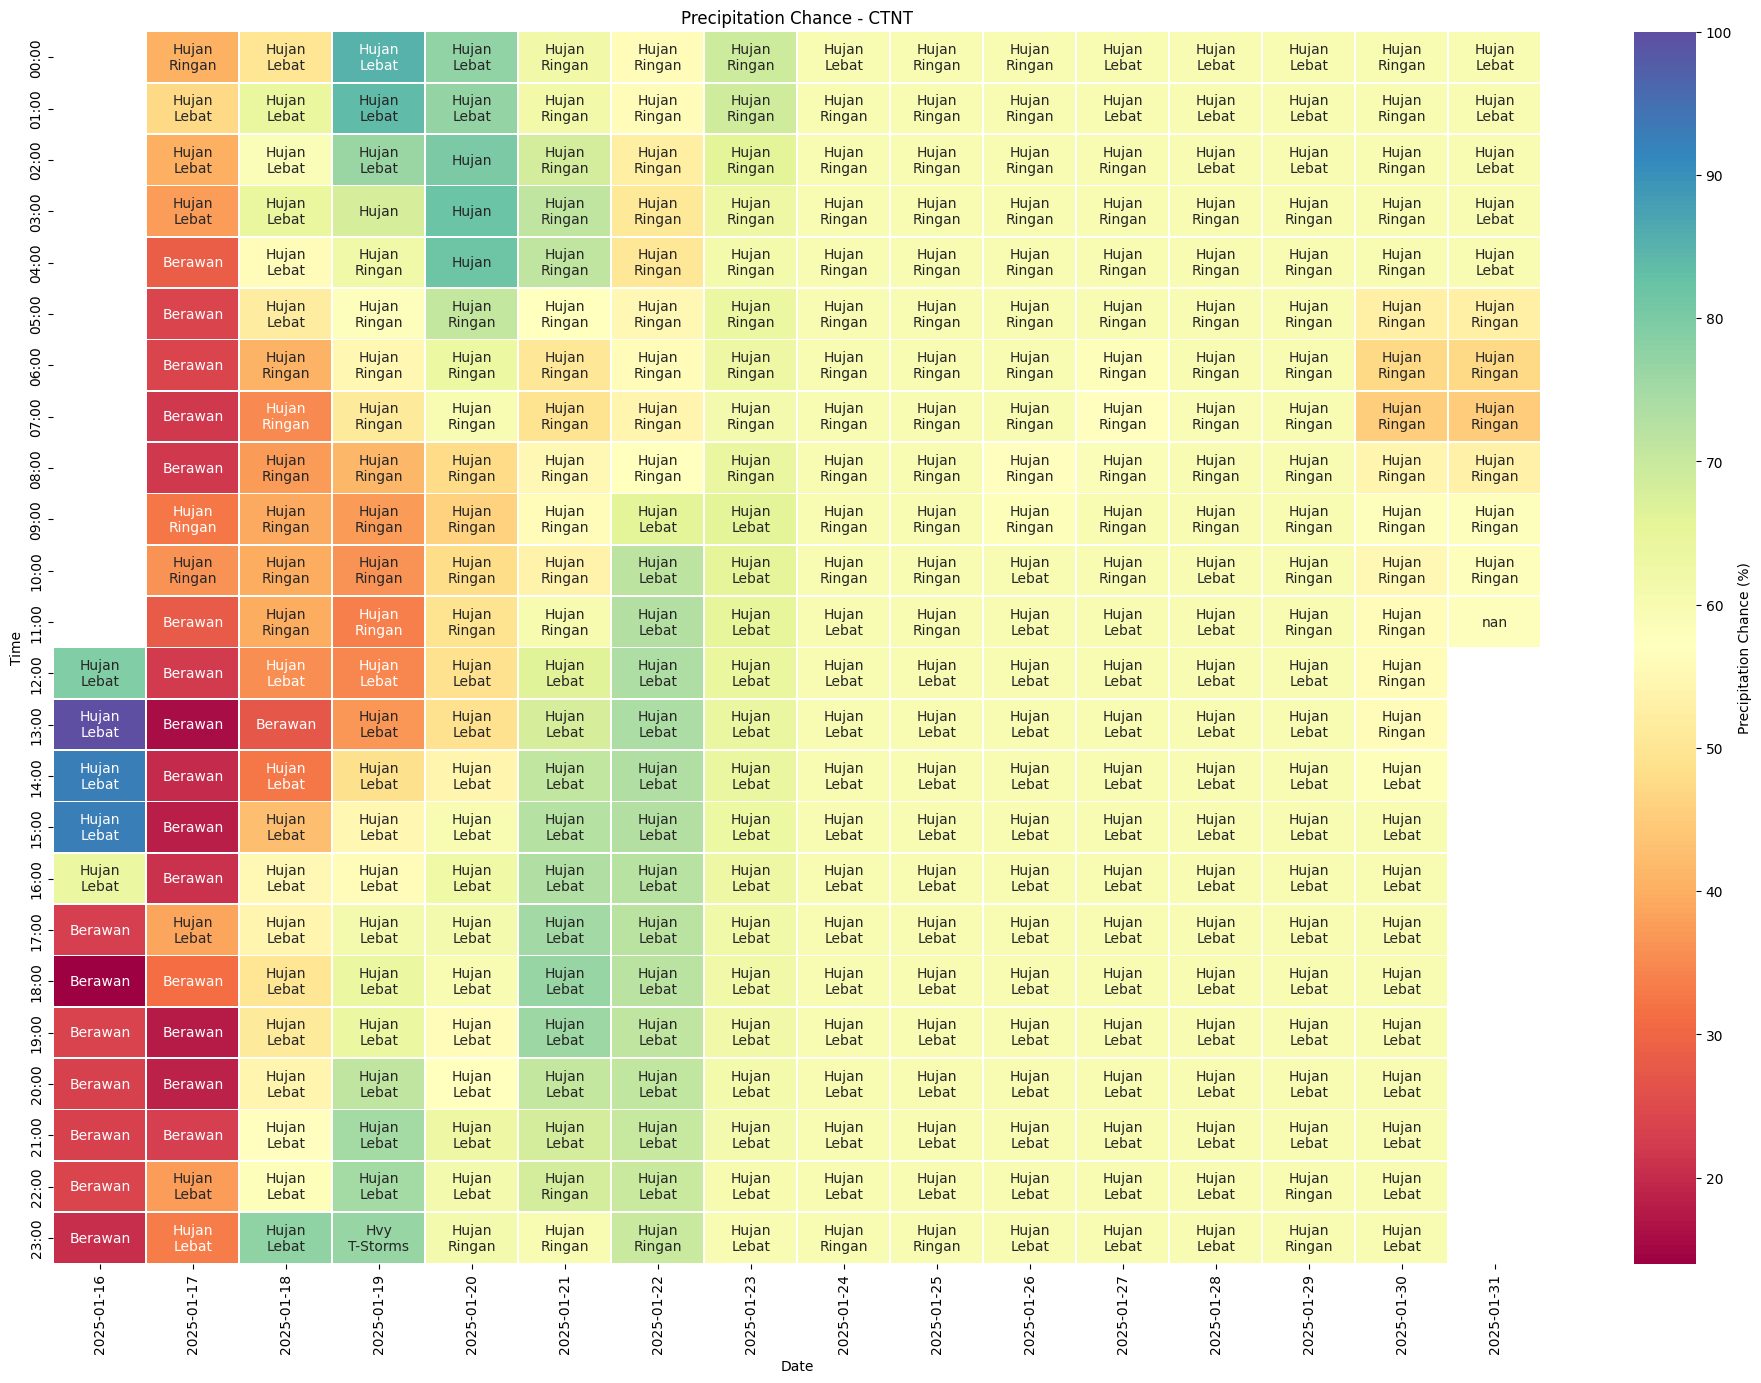 Precipitation Chance - CTNT
00:00 Hujan Ringan Hujan Lebat Hujan Lebat Hujan Lebat Hujan Ringan Hujan Ringan Hujan Ringan Hujan Lebat Hujan Ringan Hujan Ringan Hujan Lebat Hujan Lebat Hujan Lebat Hujan Ringan Hujan Lebat
01:00 Hujan Lebat Hujan Lebat Hujan Lebat Hujan Lebat Hujan Ringan Hujan Ringan Hujan Ringan Hujan Ringan Hujan Ringan Hujan Ringan Hujan Lebat Hujan Lebat Hujan Lebat Hujan Ringan Hujan Lebat
02:00 Hujan Lebat Hujan Lebat Hujan Lebat Hujan Hujan Ringan Hujan Ringan Hujan Ringan Hujan Ringan Hujan Ringan Hujan Ringan Hujan Ringan Hujan Lebat Hujan Lebat Hujan Ringan Hujan Lebat
03:00 Hujan Lebat Hujan Lebat Hujan Hujan Hujan Ringan Hujan Ringan Hujan Ringan Hujan Ringan Hujan Ringan Hujan Ringan Hujan Ringan Hujan Ringan Hujan Ringan Hujan Ringan Hujan Lebat
04:00 Berawan Hujan Lebat Hujan Ringan Hujan Hujan Ringan Hujan Ringan Hujan Ringan Hujan Ringan Hujan Ringan Hujan Ringan Hujan Ringan Hujan Ringan Hujan Ringan Hujan Ringan Hujan Lebat
05:00 Berawan Hujan Lebat Hujan Ringan Hujan Ringan Hujan Ringan Hujan Ringan Hujan Ringan Hujan Ringan Hujan Ringan Hujan Ringan Hujan Ringan Hujan Ringan Hujan Ringan Hujan Ringan Hujan Ringan
06:00 Berawan Hujan Ringan Hujan Ringan Hujan Ringan Hujan Ringan Hujan Ringan Hujan Ringan Hujan Ringan Hujan Ringan Hujan Ringan Hujan Ringan Hujan Ringan Hujan Ringan Hujan Ringan Hujan Ringan
07:00 Berawan Hujan Ringan Hujan Ringan Hujan Ringan Hujan Ringan Hujan Ringan Hujan Ringan Hujan Ringan Hujan Ringan Hujan Ringan Hujan Ringan Hujan Ringan Hujan Ringan Hujan Ringan Hujan Ringan
08:00 Berawan Hujan Ringan Hujan Ringan Hujan Ringan Hujan Ringan Hujan Ringan Hujan Ringan Hujan Ringan Hujan Ringan Hujan Ringan Hujan Ringan Hujan Ringan Hujan Ringan Hujan Ringan Hujan Ringan
09:00 Hujan Ringan Hujan Ringan Hujan Ringan Hujan Ringan Hujan Ringan Hujan Lebat Hujan Lebat Hujan Ringan Hujan Ringan Hujan Ringan Hujan Ringan Hujan Lebat Hujan Ringan Hujan Ringan Hujan Ringan
10:00 Hujan Ringan Hujan Ringan Hujan Ringan Hujan Ringan Hujan Ringan Hujan Lebat Hujan Lebat Hujan Ringan Hujan Ringan Hujan Lebat Hujan Ringan Hujan Lebat Hujan Ringan Hujan Ringan Hujan Ringan
11:00 Berawan Hujan Ringan Hujan Ringan Hujan Ringan Hujan Ringan Hujan Lebat Hujan Lebat Hujan Lebat Hujan Ringan Hujan Lebat Hujan Lebat Hujan Lebat Hujan Ringan Hujan Ringan nan
12:00 Hujan Lebat Berawan Hujan Lebat Hujan Lebat Hujan Lebat Hujan Lebat Hujan Lebat Hujan Lebat Hujan Lebat Hujan Lebat Hujan Lebat Hujan Lebat Hujan Lebat Hujan Lebat Hujan Ringan
13:00 Hujan Lebat Berawan Berawan Hujan Lebat Hujan Lebat Hujan Lebat Hujan Lebat Hujan Lebat Hujan Lebat Hujan Lebat Hujan Lebat Hujan Lebat Hujan Lebat Hujan Lebat Hujan Ringan
14:00 Hujan Lebat Berawan Hujan Lebat Hujan Lebat Hujan Lebat Hujan Lebat Hujan Lebat Hujan Lebat Hujan Lebat Hujan Lebat Hujan Lebat Hujan Lebat Hujan Lebat Hujan Lebat Hujan Lebat
15:00 Hujan Lebat Berawan Hujan Lebat Hujan Lebat Hujan Lebat Hujan Lebat Hujan Lebat Hujan Lebat Hujan Lebat Hujan Lebat Hujan Lebat Hujan Lebat Hujan Lebat Hujan Lebat Hujan Lebat
16:00 Hujan Lebat Berawan Hujan Lebat Hujan Lebat Hujan Lebat Hujan Lebat Hujan Lebat Hujan Lebat Hujan Lebat Hujan Lebat Hujan Lebat Hujan Lebat Hujan Lebat Hujan Lebat Hujan Lebat
17:00 Berawan Hujan Lebat Hujan Lebat Hujan Lebat Hujan Lebat Hujan Lebat Hujan Lebat Hujan Lebat Hujan Lebat Hujan Lebat Hujan Lebat Hujan Lebat Hujan Lebat Hujan Lebat Hujan Lebat
18:00 Berawan Berawan Hujan Lebat Hujan Lebat Hujan Lebat Hujan Lebat Hujan Lebat Hujan Lebat Hujan Lebat Hujan Lebat Hujan Lebat Hujan Lebat Hujan Lebat Hujan Lebat Hujan Lebat
19:00 Berawan Berawan Hujan Lebat Hujan Lebat Hujan Lebat Hujan Lebat Hujan Lebat Hujan Lebat Hujan Lebat Hujan Lebat Hujan Lebat Hujan Lebat Hujan Lebat Hujan Lebat Hujan Lebat
20:00 Berawan Berawan Hujan Lebat Hujan Lebat Hujan Lebat Hujan Lebat Hujan Lebat Hujan Lebat Hujan Lebat Hujan Lebat Hujan Lebat Hujan Lebat Hujan Lebat Hujan Lebat Hujan Lebat
21:00 Berawan Berawan Hujan Lebat Hujan Lebat Hujan Lebat Hujan Lebat Hujan Lebat Hujan Lebat Hujan Lebat Hujan Lebat Hujan Lebat Hujan Lebat Hujan Lebat Hujan Lebat Hujan Lebat
22:00 Berawan Hujan Lebat Hujan Lebat Hujan Lebat Hujan Lebat Hujan Ringan Hujan Lebat Hujan Lebat Hujan Lebat Hujan Lebat Hujan Lebat Hujan Lebat Hujan Lebat Hujan Ringan Hujan Lebat
23:00 Berawan Hujan Lebat Hujan Lebat Hvy T-Storms Hujan Ringan Hujan Ringan Hujan Ringan Hujan Lebat Hujan Ringan Hujan Ringan Hujan Lebat Hujan Lebat Hujan Lebat Hujan Ringan Hujan Lebat
Time
2025-01-16 2025-01-17 2025-01-18 2025-01-19 2025-01-20 2025-01-21 2025-01-22 2025-01-23 2025-01-24 2025-01-25 2025-01-26 2025-01-27 2025-01-28 2025-01-29 2025-01-30 2025-01-31
Date
100
90
80
70
60
50
40
30
20
Precipitation Chance (%)